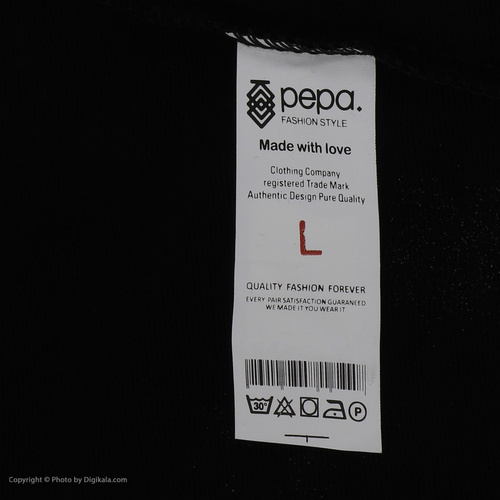 pepa.
FASHION STYLE
Made with love
Clothing Company
registered Trade Mark
Authentic Design Pure Quality
L
QUALITY FASHION FOREVER
EVERY PAIR SATISFACTION GUARANEED
WE MADE IT YOU WEAR IT
30°
P
Copyright © Photo by Digikala.com